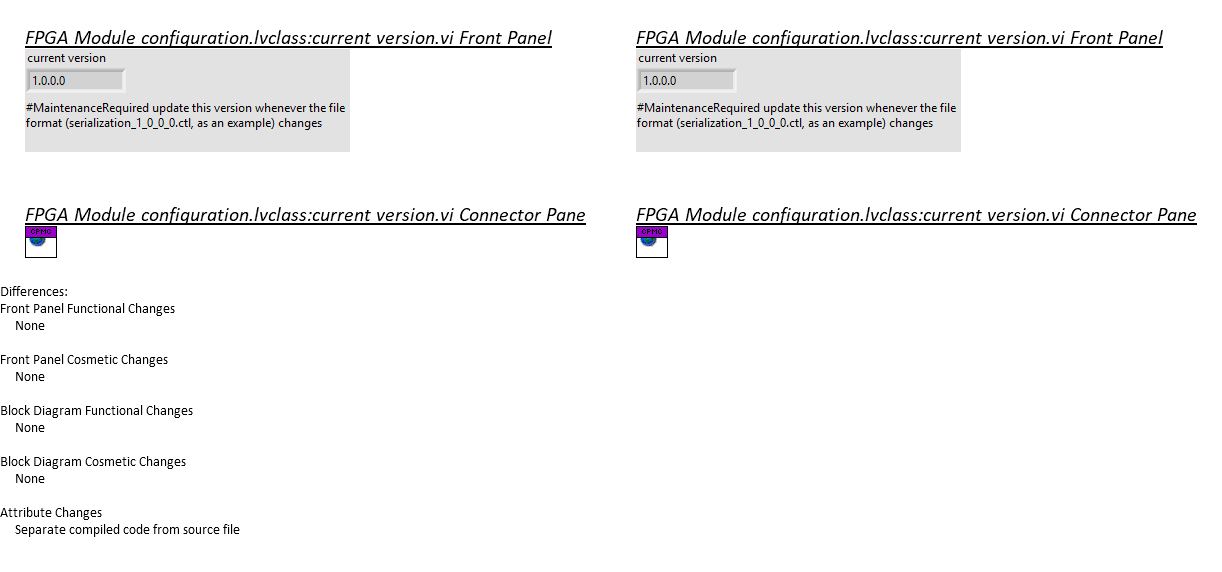 FPGA Module configuration.lvclass:current version.vi Front Panel
current version
1.0.0.0
#MaintenanceRequired update this version whenever the file
format (serialization_1_0_0_0.ctl, as an example) changes
FPGA Module configuration.lvclass:current version.vi Front Panel
current version
1.0.0.0
#MaintenanceRequired update this version whenever the file
format (serialization_1_0_0_0.ctl, as an example) changes
FPGA Module configuration.lvclass:current version.vi Connector Pane
FPGA Module configuration.lvclass:current version.vi Connector Pane
Differences:
Front Panel Functional Changes
None
Front Panel Cosmetic Changes
None
Block Diagram Functional Changes
None
Block Diagram Cosmetic Changes
None
Attribute Changes
Separate compiled code from source file